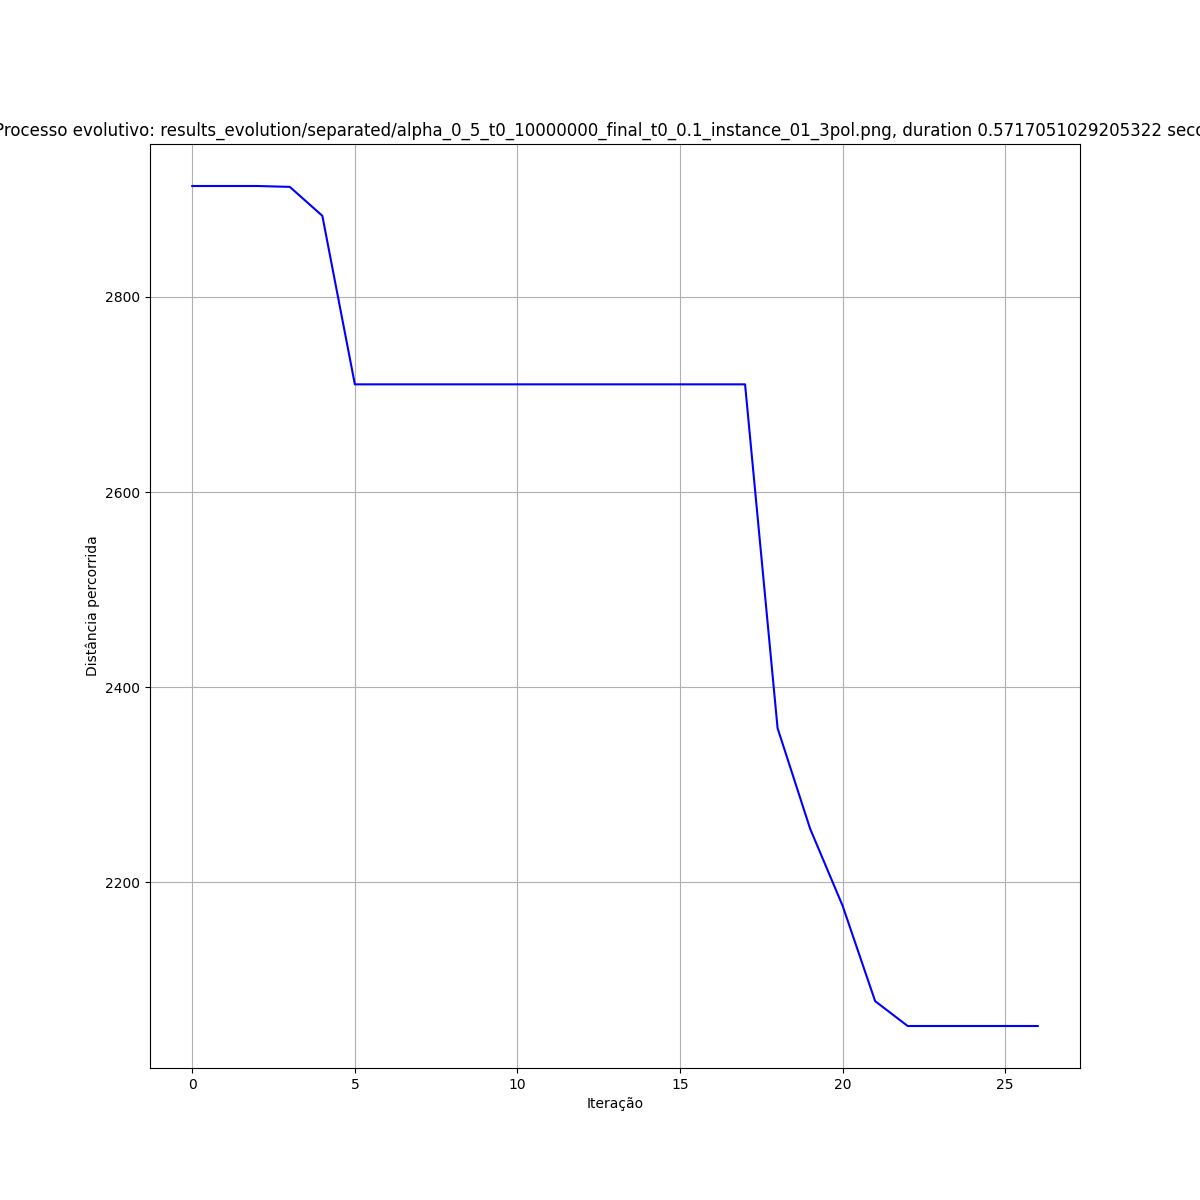 Processo evolutivo: results_evolution/separated/alpha_0_5_t0_10000000_final_t0_0.1_instance_01_3pol.png, duration 0.5717051029205322
2800
2600
2400
2200
Distância percorrida
0 5 10 15 20 25
Iteração